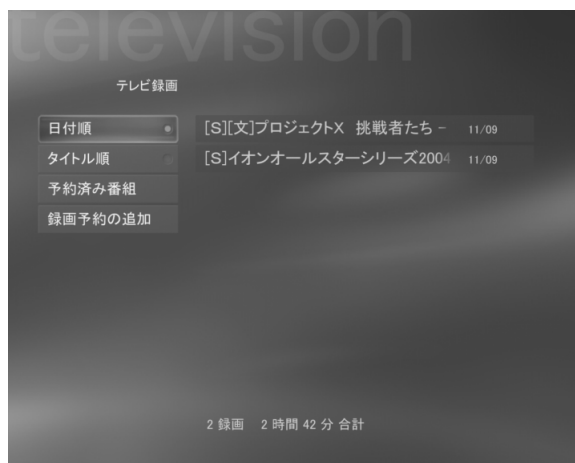 television
テレビ録画
日付順
タイトル順
予約済み番組
録画予約の追加
[S][文]プロジェクトX 挑戦者たち - 11/09
[S]イオンオールスターシリーズ2004 11/09
2 録画 2 時間 42 分 合計